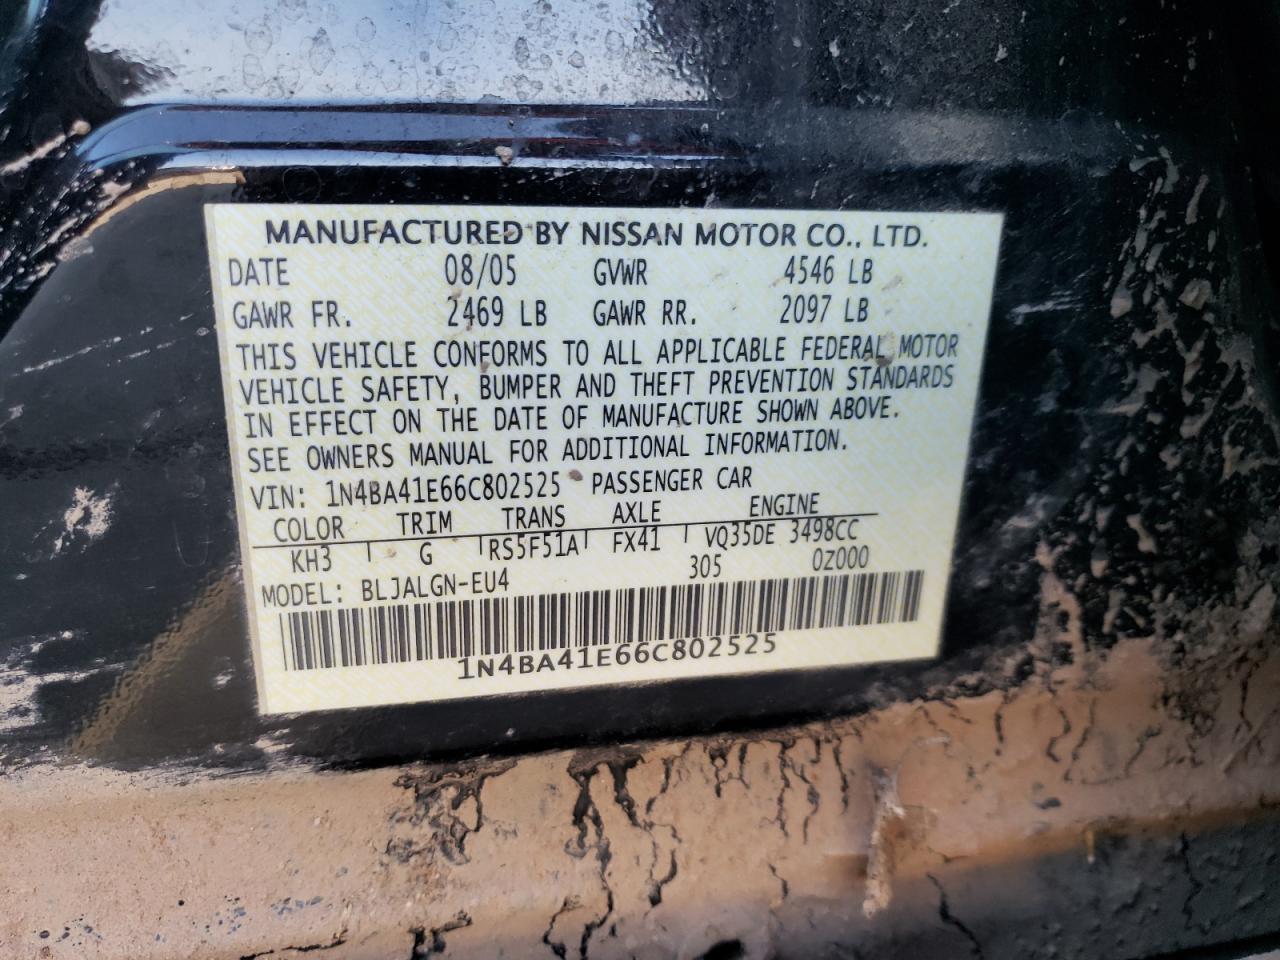 MANUFACTURED BY NISSAN MOTOR CO., LTD.
DATE 08/05 GVWR 4546 LB
GAWR FR. 2469 LB GAWR RR. 2097 LB
THIS VEHICLE CONFORMS TO ALL APPLICABLE FEDERAL MOTOR
VEHICLE SAFETY, BUMPER AND THEFT PREVENTION STANDARDS
IN EFFECT ON THE DATE OF MANUFACTURE SHOWN ABOVE.
SEE OWNERS MANUAL FOR ADDITIONAL INFORMATION.
VIN: 1N4BA41E66C802525 PASSENGER CAR
COLOR TRIM TRANS AXLE ENGINE
KH3 G RS5F51A FX41 VQ35DE 3498CC
MODEL: BLJALGN-EU4 305 0Z000
1N4BA41E66C802525